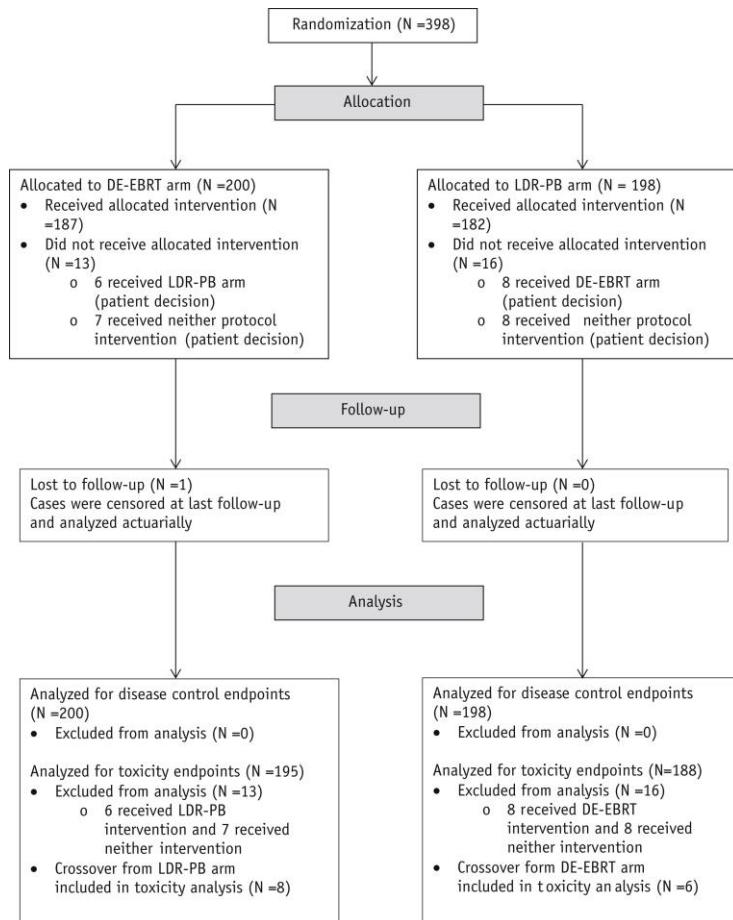 Randomization (N =398)
Allocation
Allocated to DE-EBRT arm (N =200)
• Received allocated intervention (N
=187)
• Did not receive allocated intervention
(N =13)
o 6 received LDR-PB arm
(patient decision)
o 7 received neither protocol
intervention (patient decision)
Allocated to LDR-PB arm (N = 198)
• Received allocated intervention (N
=182)
• Did not receive allocated intervention
(N =16)
o 8 received DE-EBRT arm
(patient decision)
o 8 received neither protocol
intervention (patient decision)
Follow-up
Lost to follow-up (N =1)
Cases were censored at last follow-up
and analyzed actuarially
Lost to follow-up (N =0)
Cases were censored at last follow-up
and analyzed actuarially
Analysis
Analyzed for disease control endpoints
(N =200)
• Excluded from analysis (N =0)
Analyzed for toxicity endpoints (N =195)
• Excluded from analysis (N =13)
o 6 received LDR-PB
intervention and 7 received
neither intervention
• Crossover from LDR-PB arm
included in toxicity analysis (N =8)
Analyzed for disease control endpoints
(N =198)
• Excluded from analysis (N =0)
Analyzed for toxicity endpoints (N=188)
• Excluded from analysis (N =16)
o 8 received DE-EBRT
intervention and 8 received
neither intervention
• Crossover form DE-EBRT arm
included in toxicity analysis (N =6)